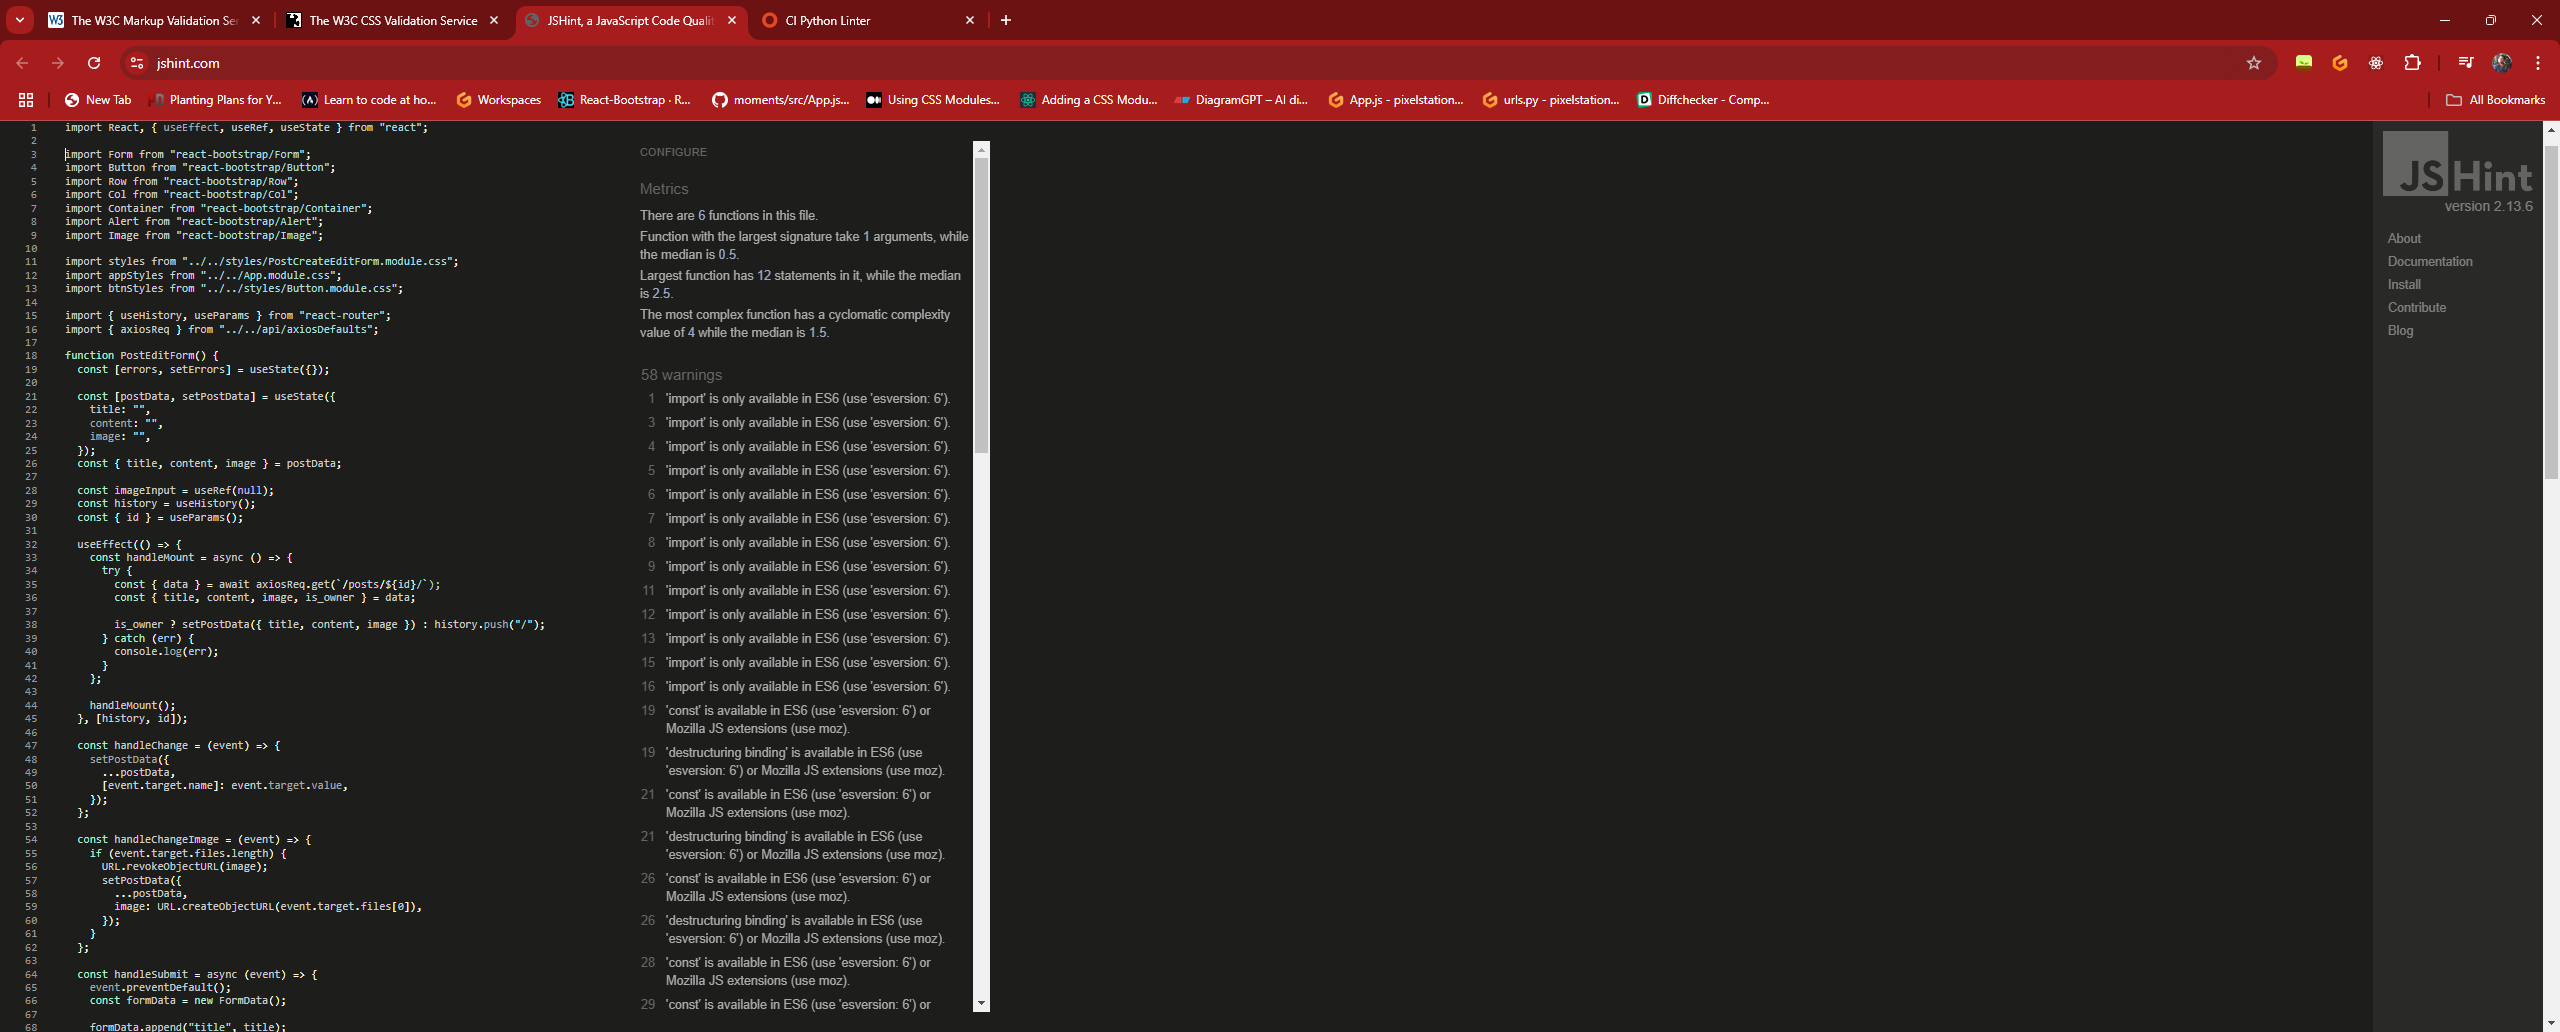 The W3C Markup Validation Se
The W3C CSS Validation Service
JSHint, a JavaScript Code Qualit
CI Python Linter
jshint.com
New Tab
Planting Plans for Y...
Learn to code at ho...
Workspaces
React-Bootstrap · R...
moments/src/App.js...
Using CSS Modules...
Adding a CSS Modu...
DiagramGPT – AI di...
App.js - pixelstation...
urls.py - pixelstation...
Diffchecker - Comp...
All Bookmarks
1 import React, { useEffect, useRef, useState } from "react";
2
3 import Form from "react-bootstrap/Form";
4 import Button from "react-bootstrap/Button";
5 import Row from "react-bootstrap/Row";
6 import Col from "react-bootstrap/Col";
7 import Container from "react-bootstrap/Container";
8 import Alert from "react-bootstrap/Alert";
9 import Image from "react-bootstrap/Image";
10
11 import styles from "../../styles/PostCreateEditForm.module.css";
12 import appStyles from "../../App.module.css";
13 import btnStyles from "../../styles/Button.module.css";
14
15 import { useHistory, useParams } from "react-router";
16 import { axiosReq } from "../../api/axiosDefaults";
17
18 function PostEditForm() {
19 const [errors, setErrors] = useState({});
20
21 const [postData, setPostData] = useState({
22 title: "",
23 content: "",
24 image: "",
25 });
26 const { title, content, image } = postData;
27
28 const imageInput = useRef(null);
29 const history = useHistory();
30 const { id } = useParams();
31
32 useEffect(() => {
33 const handleMount = async () => {
34 try {
35 const { data } = await axiosReq.get(`/posts/${id}/`);
36 const { title, content, image, is_owner } = data;
37
38 is_owner ? setPostData({ title, content, image }) : history.push("/");
39 } catch (err) {
40 console.log(err);
41 }
42 };
43
44 handleMount();
45 }, [history, id]);
46
47 const handleChange = (event) => {
48 setPostData({
49 ...postData,
50 [event.target.name]: event.target.value,
51 });
52 };
53
54 const handleChangeImage = (event) => {
55 if (event.target.files.length) {
56 URL.revokeObjectURL(image);
57 setPostData({
58 ...postData,
59 image: URL.createObjectURL(event.target.files[0]),
60 });
61 }
62 };
63
64 const handleSubmit = async (event) => {
65 event.preventDefault();
66 const formData = new FormData();
67
68 formData.append("title", title);
CONFIGURE
Metrics
There are 6 functions in this file.
Function with the largest signature take 1 arguments, while
the median is 0.5.
Largest function has 12 statements in it, while the median
is 2.5.
The most complex function has a cyclomatic complexity
value of 4 while the median is 1.5.
58 warnings
1 'import' is only available in ES6 (use 'esversion: 6').
3 'import' is only available in ES6 (use 'esversion: 6').
4 'import' is only available in ES6 (use 'esversion: 6').
5 'import' is only available in ES6 (use 'esversion: 6').
6 'import' is only available in ES6 (use 'esversion: 6').
7 'import' is only available in ES6 (use 'esversion: 6').
8 'import' is only available in ES6 (use 'esversion: 6').
9 'import' is only available in ES6 (use 'esversion: 6').
11 'import' is only available in ES6 (use 'esversion: 6').
12 'import' is only available in ES6 (use 'esversion: 6').
13 'import' is only available in ES6 (use 'esversion: 6').
15 'import' is only available in ES6 (use 'esversion: 6').
16 'import' is only available in ES6 (use 'esversion: 6').
19 'const' is available in ES6 (use 'esversion: 6') or
Mozilla JS extensions (use moz).
19 'destructuring binding' is available in ES6 (use
'esversion: 6') or Mozilla JS extensions (use moz).
21 'const' is available in ES6 (use 'esversion: 6') or
Mozilla JS extensions (use moz).
21 'destructuring binding' is available in ES6 (use
'esversion: 6') or Mozilla JS extensions (use moz).
26 'const' is available in ES6 (use 'esversion: 6') or
Mozilla JS extensions (use moz).
26 'destructuring binding' is available in ES6 (use
'esversion: 6') or Mozilla JS extensions (use moz).
28 'const' is available in ES6 (use 'esversion: 6') or
Mozilla JS extensions (use moz).
29 'const' is available in ES6 (use 'esversion: 6') or
JSHint
version 2.13.6
About
Documentation
Install
Contribute
Blog